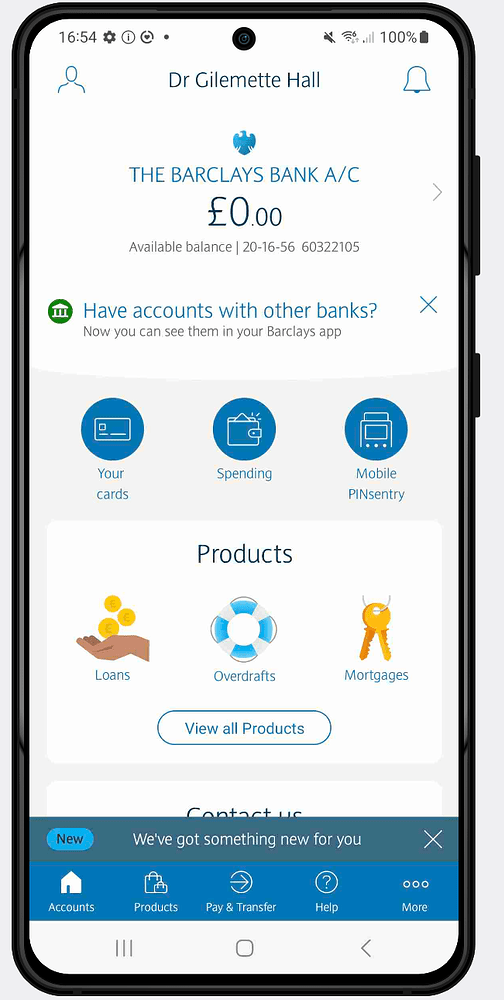 16:54
100%
Dr Gilemette Hall
THE BARCLAYS BANK A/C
£0.00
Available balance | 20-16-56 60322105
Have accounts with other banks?
Now you can see them in your Barclays app
Your cards
Spending
Mobile PINsentry
Products
Loans
Overdrafts
Mortgages
View all Products
Contact us
New
We've got something new for you
Accounts
Products
Pay & Transfer
Help
More